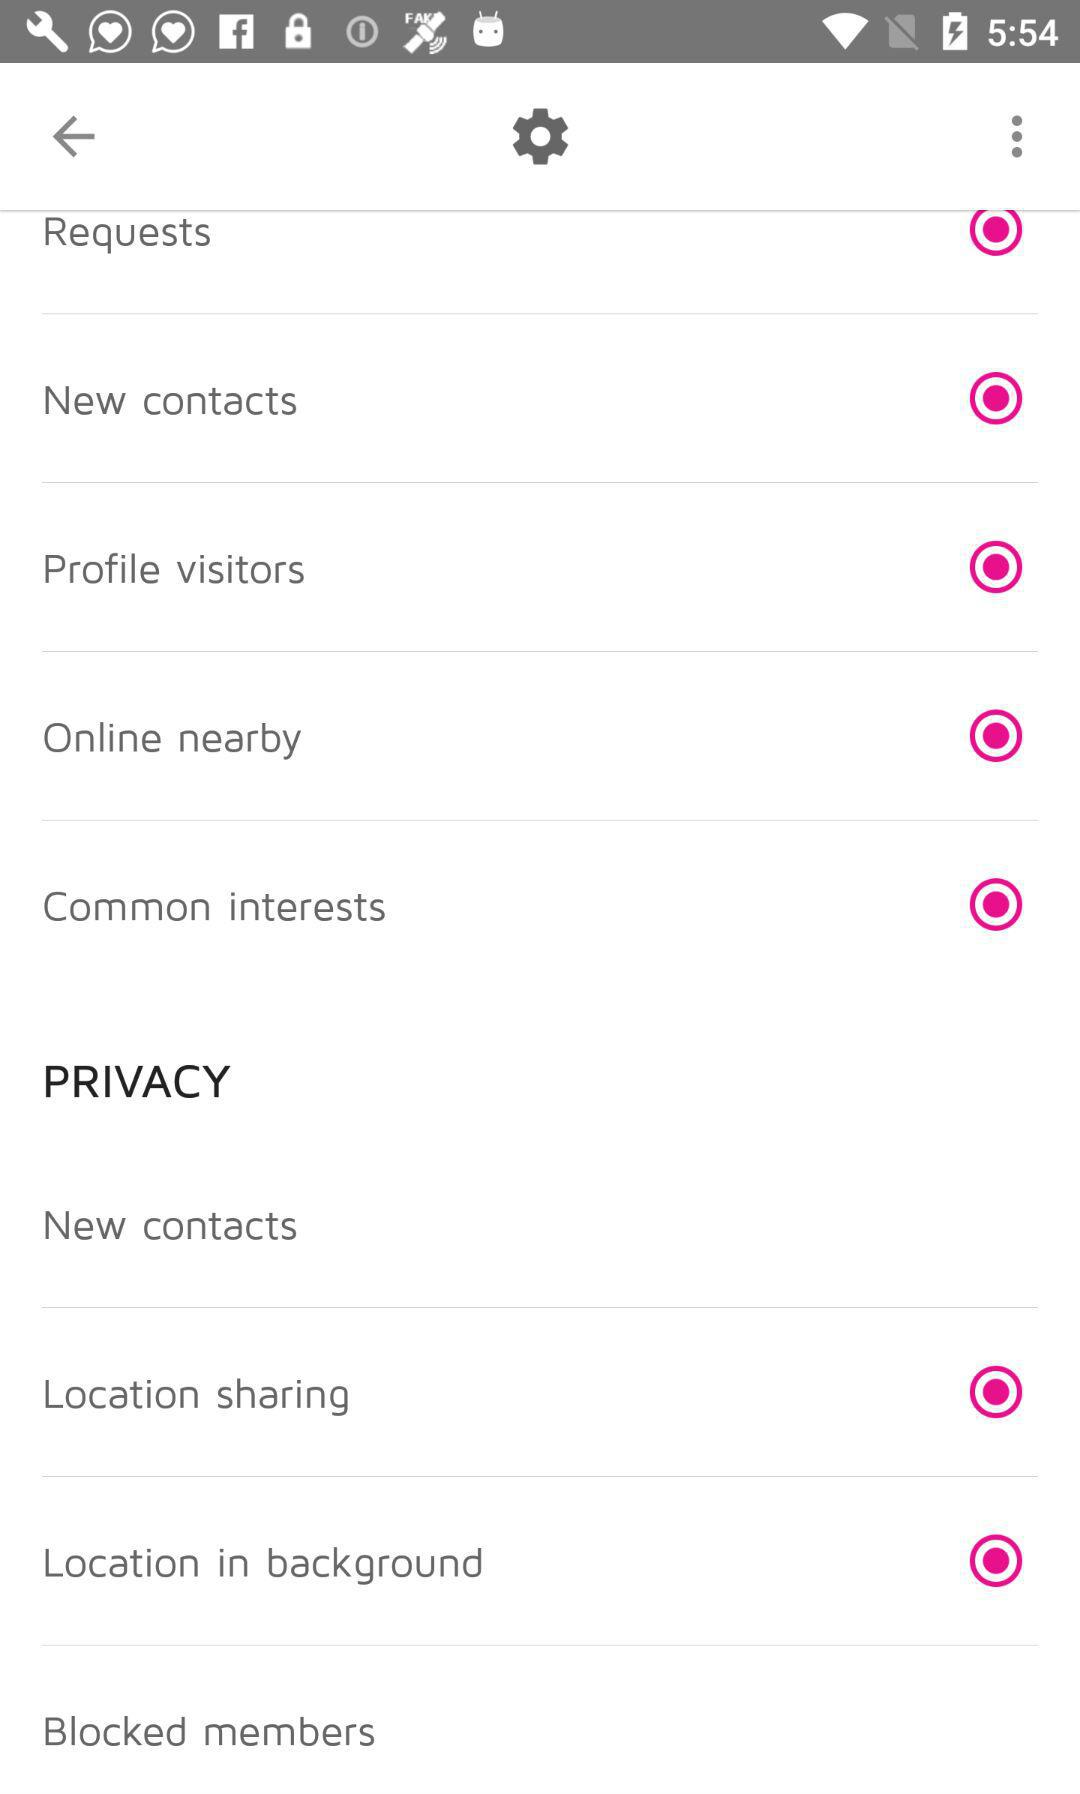 FAKE
5:54
Requests
New contacts
Profile visitors
Online nearby
Common interests
PRIVACY
New contacts
Location sharing
Location in background
Blocked members